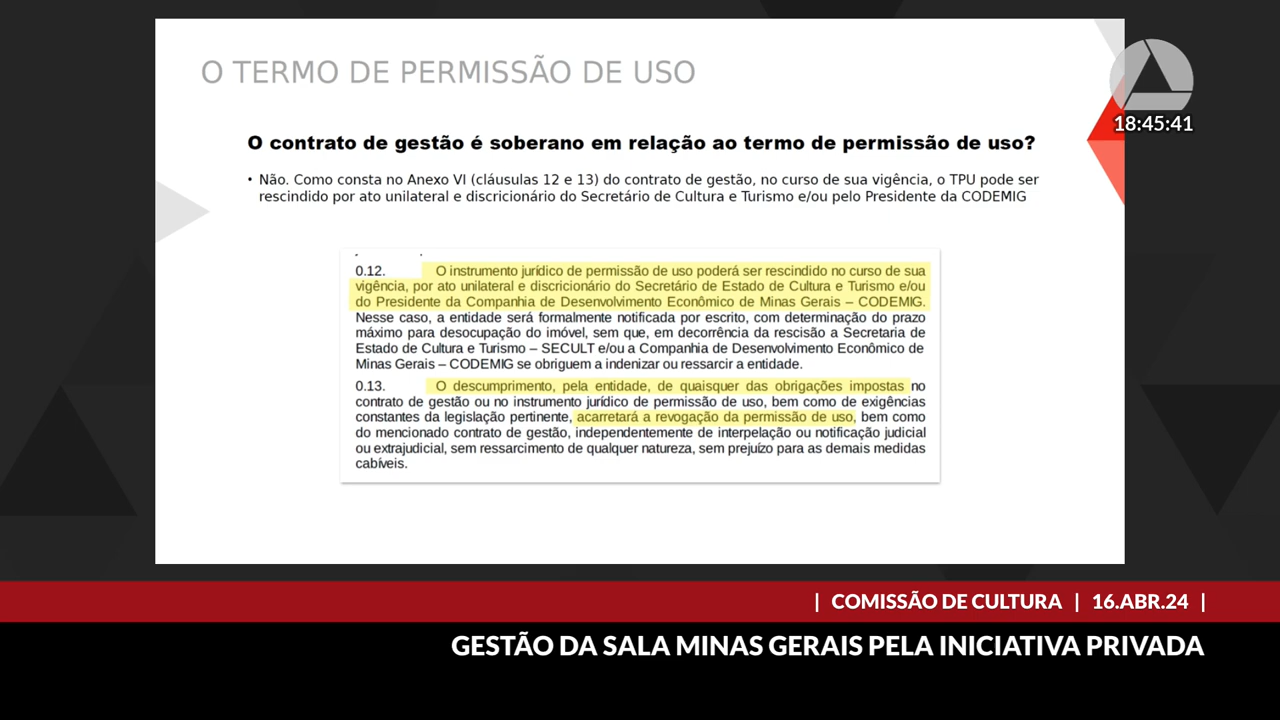 O TERMO DE PERMISSÃO DE USO
18:45:41
O contrato de gestão é soberano em relação ao termo de permissão de uso?
• Não. Como consta no Anexo VI (cláusulas 12 e 13) do contrato de gestão, no curso de sua vigência, o TPU pode ser
rescindido por ato unilateral e discricionário do Secretário de Cultura e Turismo e/ou pelo Presidente da CODEMIG
0.12. O instrumento jurídico de permissão de uso poderá ser rescindido no curso de sua
vigência, por ato unilateral e discricionário do Secretário de Estado de Cultura e Turismo e/ou
do Presidente da Companhia de Desenvolvimento Econômico de Minas Gerais – CODEMIG.
Nesse caso, a entidade será formalmente notificada por escrito, com determinação do prazo
máximo para desocupação do imóvel, sem que, em decorrência da rescisão a Secretaria de
Estado de Cultura e Turismo – SECULT e/ou a Companhia de Desenvolvimento Econômico de
Minas Gerais – CODEMIG se obriguem a indenizar ou ressarcir a entidade.
0.13. O descumprimento, pela entidade, de quaisquer das obrigações impostas no
contrato de gestão ou no instrumento jurídico de permissão de uso, bem como de exigências
constantes da legislação pertinente, acarretará a revogação da permissão de uso, bem como
do mencionado contrato de gestão, independentemente de interpelação ou notificação judicial
ou extrajudicial, sem ressarcimento de qualquer natureza, sem prejuízo para as demais medidas
cabíveis.
| COMISSÃO DE CULTURA | 16.ABR.24 |
GESTÃO DA SALA MINAS GERAIS PELA INICIATIVA PRIVADA